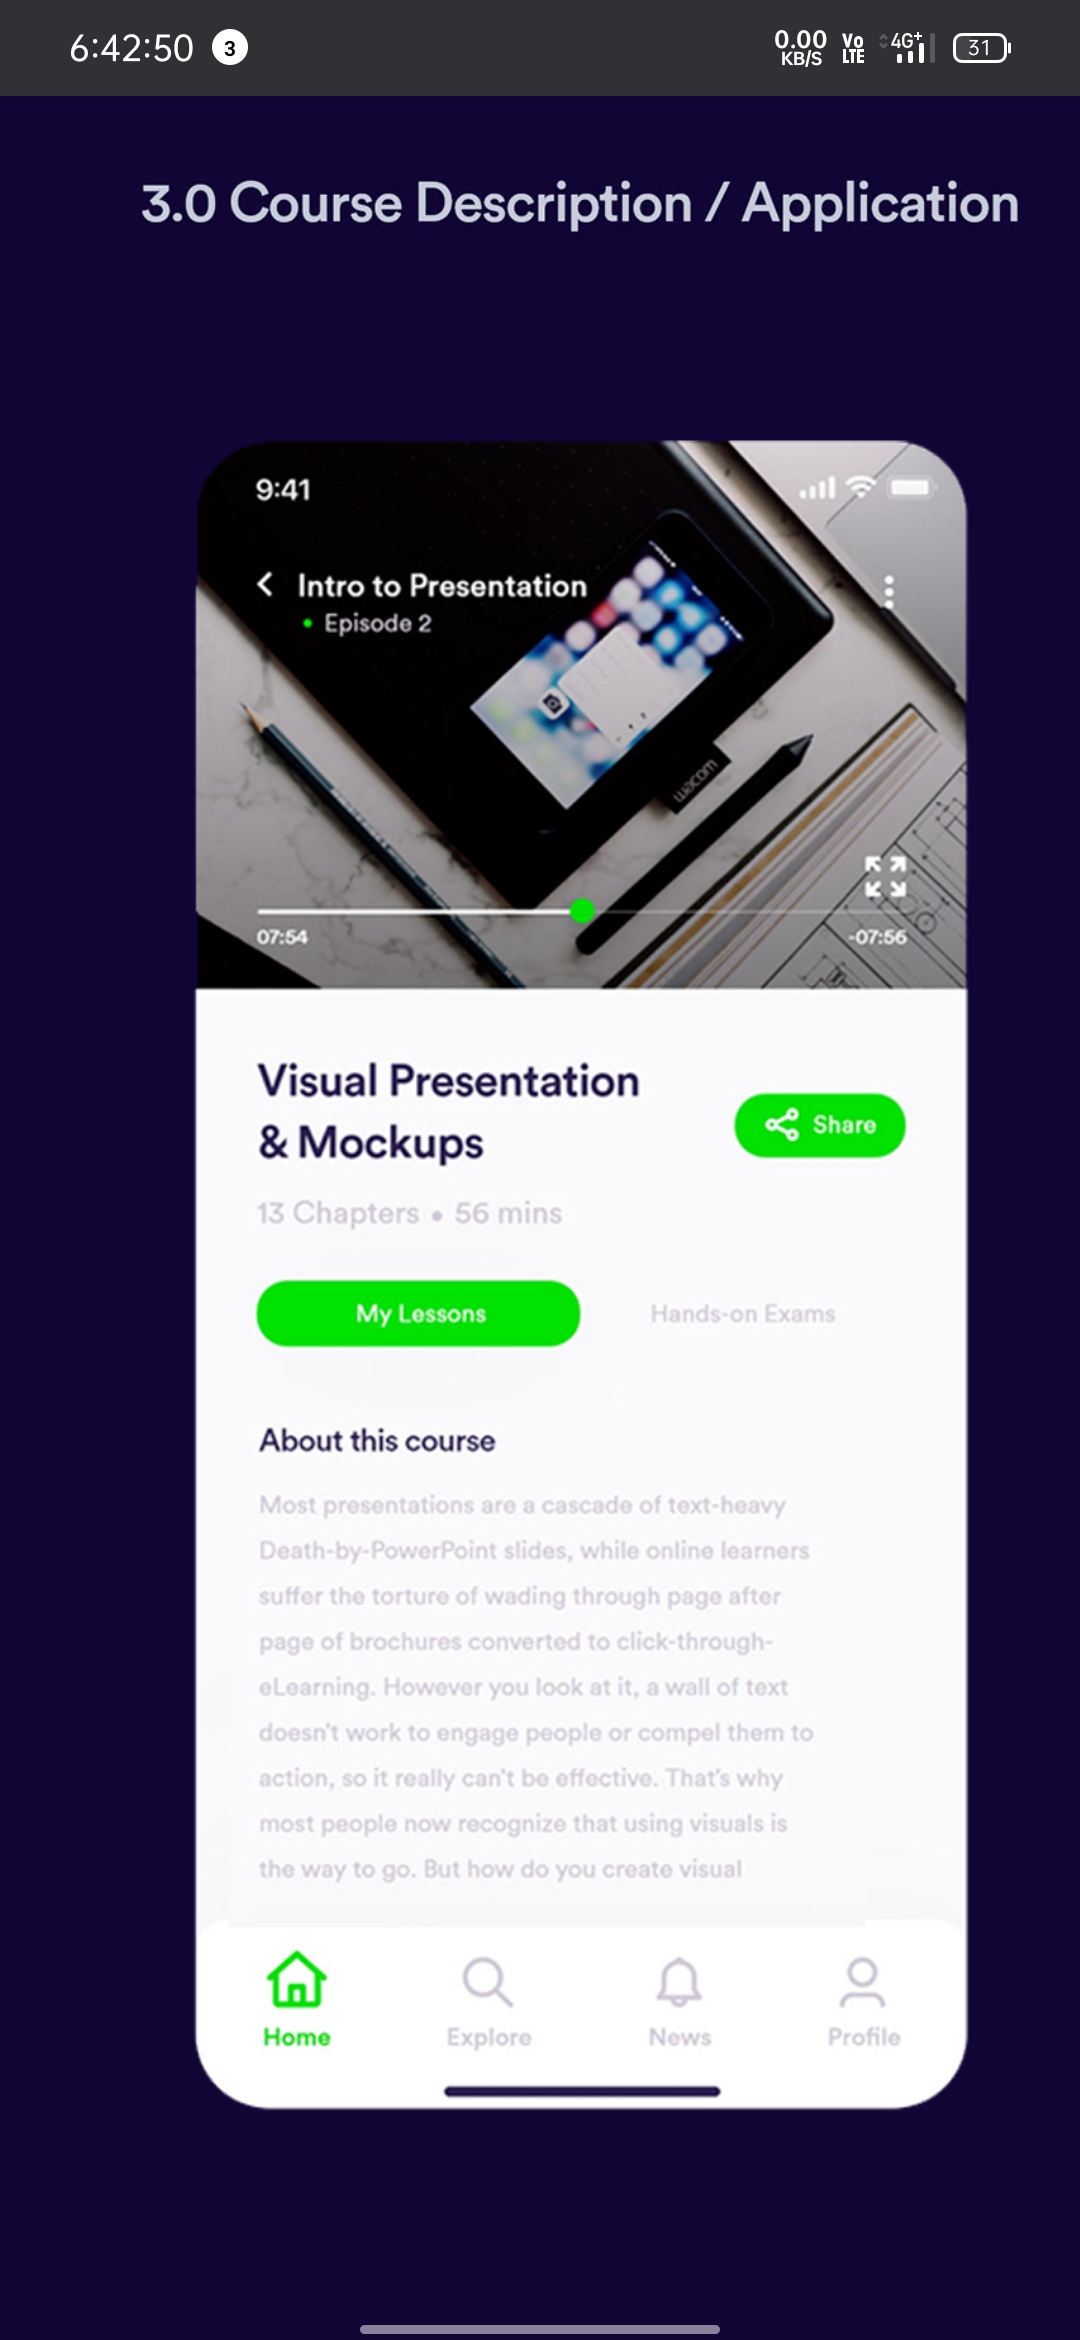 6:42:50 3 0.00 KB/S Vo LTE 4G+ 31
3.0 Course Description / Application
9:41
Intro to Presentation
Episode 2
wacom
07:54 -07:56
Visual Presentation
& Mockups
Share
13 Chapters • 56 mins
My Lessons Hands-on Exams
About this course
Most presentations are a cascade of text-heavy
Death-by-PowerPoint slides, while online learners
suffer the torture of wading through page after
page of brochures converted to click-through-
eLearning. However you look at it, a wall of text
doesn't work to engage people or compel them to
action, so it really can't be effective. That's why
most people now recognize that using visuals is
the way to go. But how do you create visual
Home Explore News Profile